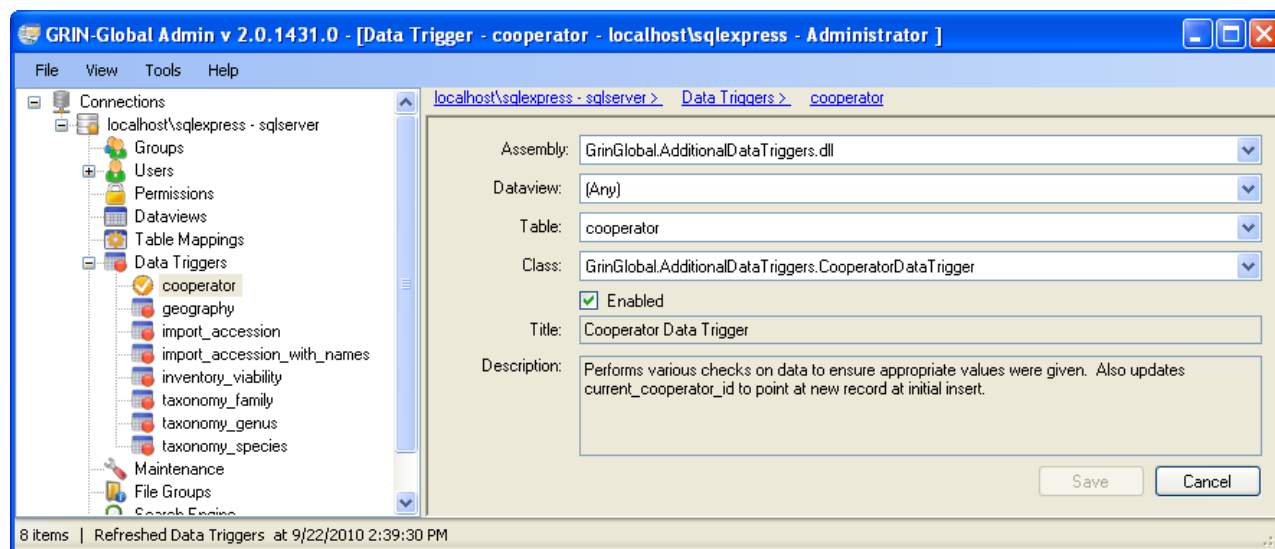 GRIN-Global Admin v 2.0.1431.0 - [Data Trigger - cooperator - localhost\sqlexpress - Administrator ]
File View Tools Help
Connections
localhost\sqlexpress - sqlserver
Groups
Users
Permissions
Dataviews
Table Mappings
Data Triggers
cooperator
geography
import_accession
import_accession_with_names
inventory_viability
taxonomy_family
taxonomy_genus
taxonomy_species
Maintenance
File Groups
Search Engine
localhost\sqlexpress - sqlserver > Data Triggers > cooperator
Assembly: GrinGlobal.AdditionalDataTriggers.dll
Dataview: (Any)
Table: cooperator
Class: GrinGlobal.AdditionalDataTriggers.CooperatorDataTrigger
Enabled
Title: Cooperator Data Trigger
Description: Performs various checks on data to ensure appropriate values were given. Also updates
current_cooperator_id to point at new record at initial insert.
Save Cancel
8 items | Refreshed Data Triggers at 9/22/2010 2:39:30 PM